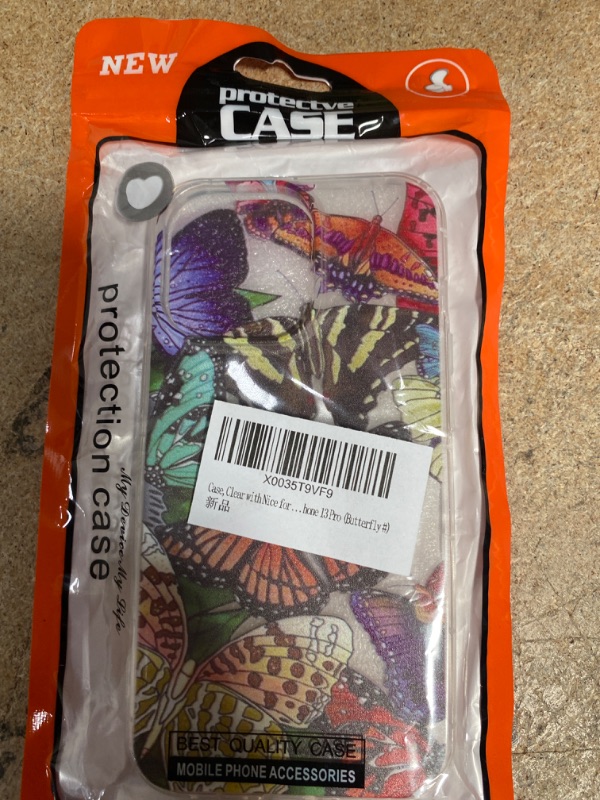 NEW
protectve
CASE
protection case
My Device My Life
X0035T9VF9
Case, Clear with Nice for...hone 13 Pro (Butterfly #)
新品
BEST QUALITY CASE
MOBILE PHONE ACCESSORIES